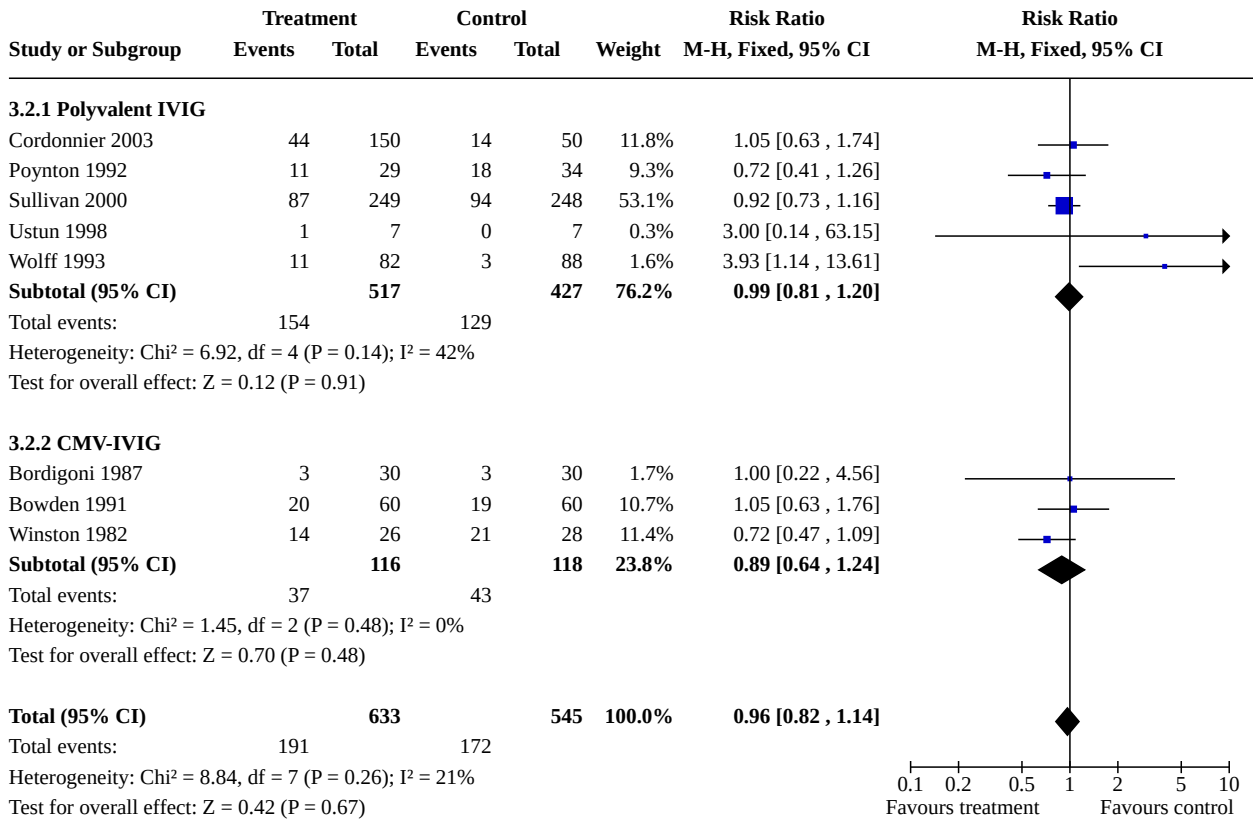 Treatment Control Risk Ratio Risk Ratio
Study or Subgroup Events Total Events Total Weight M-H, Fixed, 95% CI M-H, Fixed, 95% CI
3.2.1 Polyvalent IVIG
Cordonnier 2003 44 150 14 50 11.8% 1.05 [0.63 , 1.74]
Poynton 1992 11 29 18 34 9.3% 0.72 [0.41 , 1.26]
Sullivan 2000 87 249 94 248 53.1% 0.92 [0.73 , 1.16]
Ustun 1998 1 7 0 7 0.3% 3.00 [0.14 , 63.15]
Wolff 1993 11 82 3 88 1.6% 3.93 [1.14 , 13.61]
Subtotal (95% CI) 517 427 76.2% 0.99 [0.81 , 1.20]
Total events: 154 129
Heterogeneity: Chi² = 6.92, df = 4 (P = 0.14); I² = 42%
Test for overall effect: Z = 0.12 (P = 0.91)
3.2.2 CMV-IVIG
Bordigoni 1987 3 30 3 30 1.7% 1.00 [0.22 , 4.56]
Bowden 1991 20 60 19 60 10.7% 1.05 [0.63 , 1.76]
Winston 1982 14 26 21 28 11.4% 0.72 [0.47 , 1.09]
Subtotal (95% CI) 116 118 23.8% 0.89 [0.64 , 1.24]
Total events: 37 43
Heterogeneity: Chi² = 1.45, df = 2 (P = 0.48); I² = 0%
Test for overall effect: Z = 0.70 (P = 0.48)
Total (95% CI) 633 545 100.0% 0.96 [0.82 , 1.14]
Total events: 191 172
Heterogeneity: Chi² = 8.84, df = 7 (P = 0.26); I² = 21%
Test for overall effect: Z = 0.42 (P = 0.67)
0.1 0.2 0.5 1 2 5 10
Favours treatment Favours control